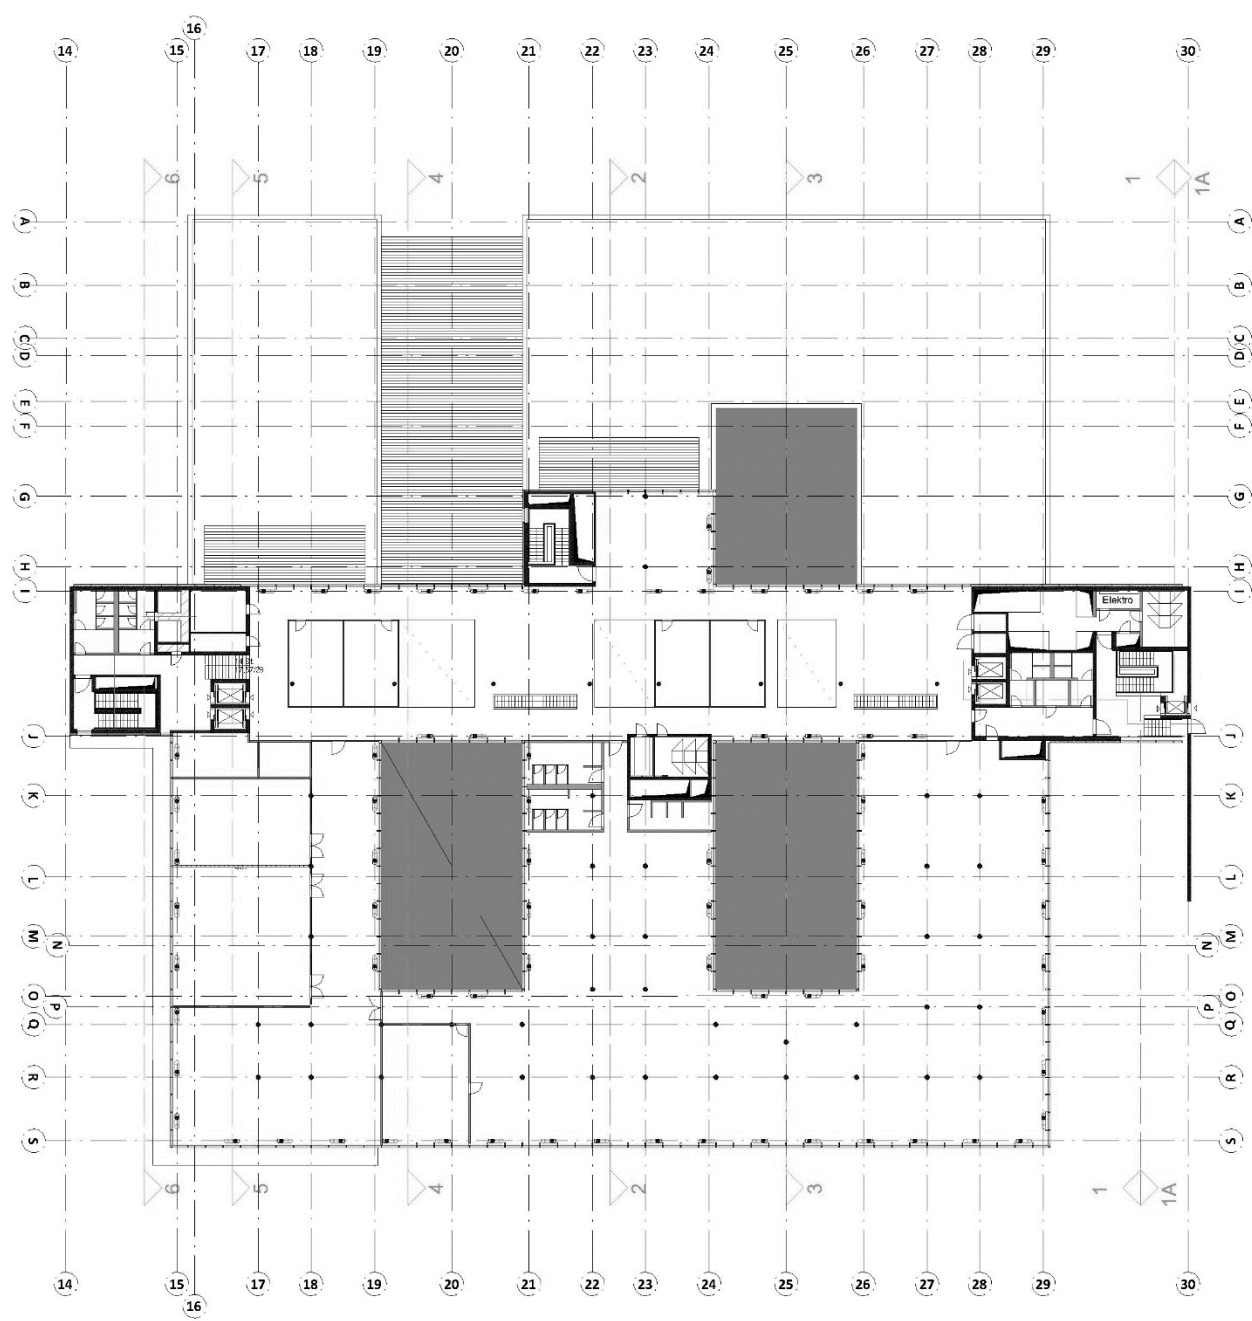 16
14 15 17 18 19 20 21 22 23 24 25 26 27 28 29 30
6 5 4 2 3 1 1A
A A
B B
C C
D D
E E
F F
G G
H H
I I
Elektro
J J
K K
L L
M M
N N
O O
P P
Q Q
R R
S S
6 5 4 2 3 1 1A
14 15 17 18 19 20 21 22 23 24 25 26 27 28 29 30
16